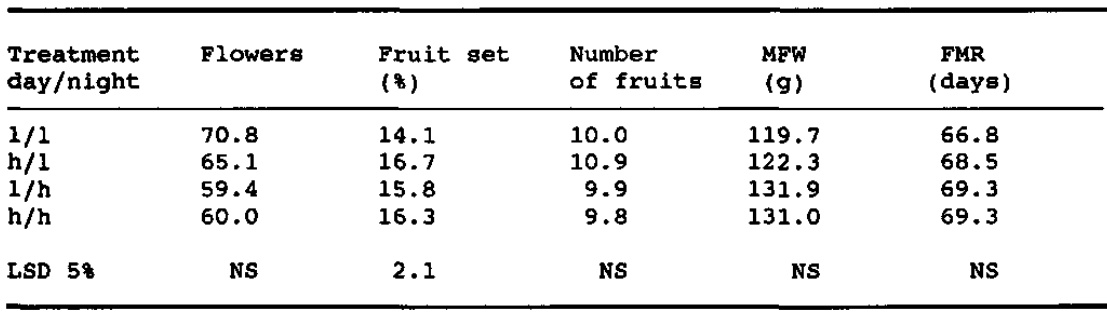 Treatment Flowers Fruit set Number MFW FMR
day/night (%) of fruits (g) (days)
l/l 70.8 14.1 10.0 119.7 66.8
h/l 65.1 16.7 10.9 122.3 68.5
l/h 59.4 15.8 9.9 131.9 69.3
h/h 60.0 16.3 9.8 131.0 69.3
LSD 5% NS 2.1 NS NS NS